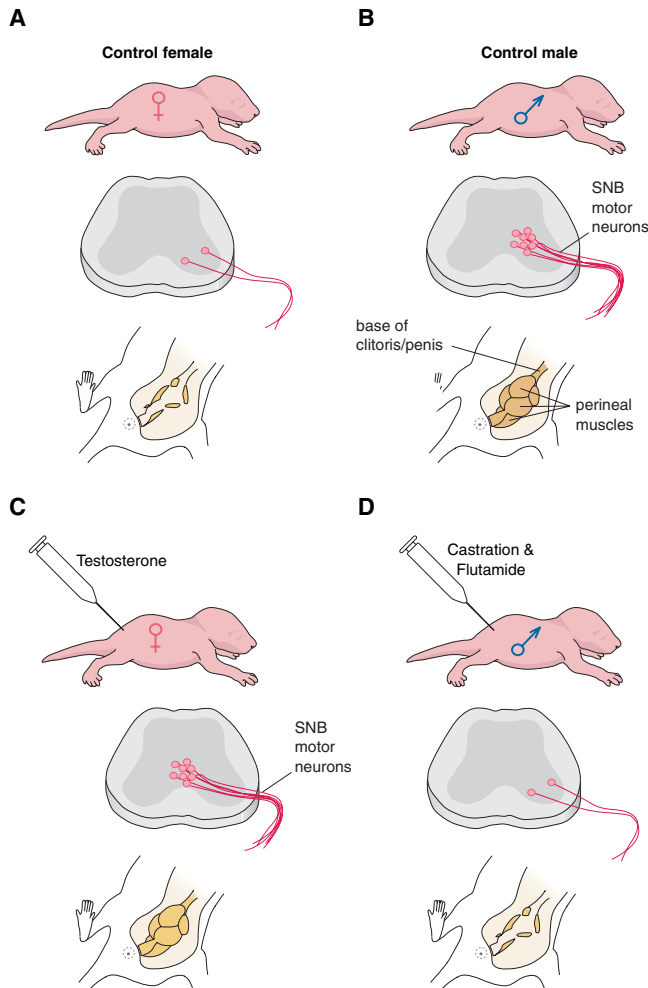 A
Control female
B
Control male
SNB
motor
neurons
base of
clitoris/penis
perineal
muscles
C
Testosterone
SNB
motor
neurons
D
Castration &
Flutamide